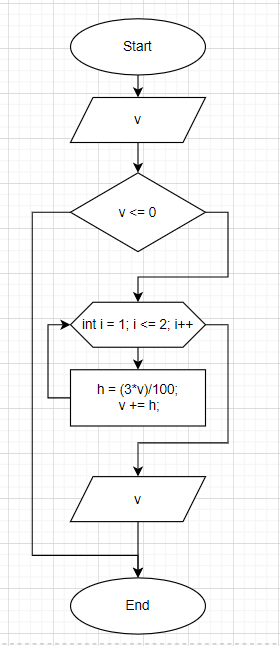 Start
v
v <= 0
int i = 1; i <= 2; i++
h = (3*v)/100;
v += h;
v
End